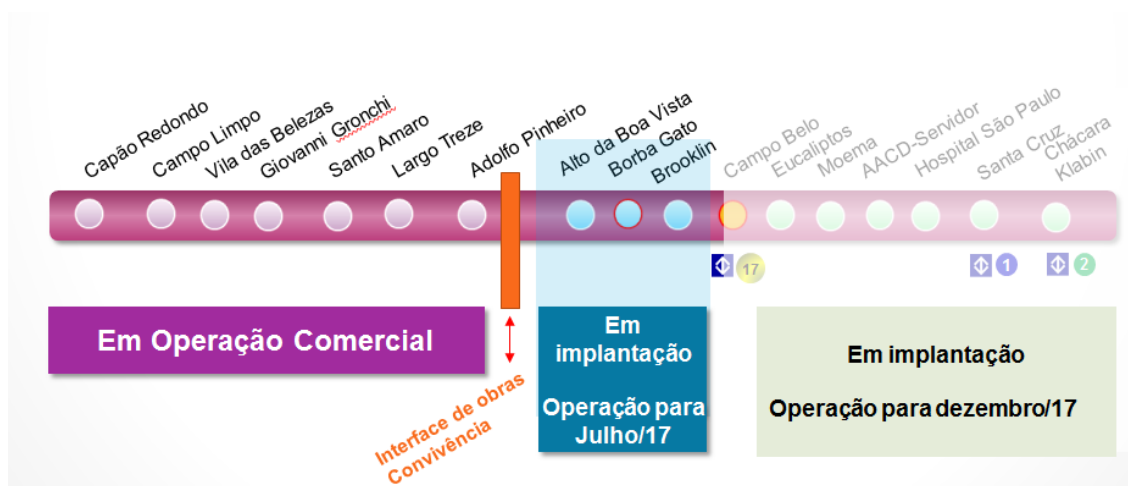 Capão Redondo
Campo Limpo
Vila das Belezas
Giovanni Gronchi
Santo Amaro
Largo Treze
Adolfo Pinheiro
Alto da Boa Vista
Borba Gato
Brooklin
Campo Belo
Eucaliptos
Moema
AACD-Servidor
Hospital São Paulo
Santa Cruz
Chácara
Klabin
17
1
2
Em Operação Comercial
Interface de obras
Convivência
Em
implantação
Operação para
Julho/17
Em implantação
Operação para dezembro/17